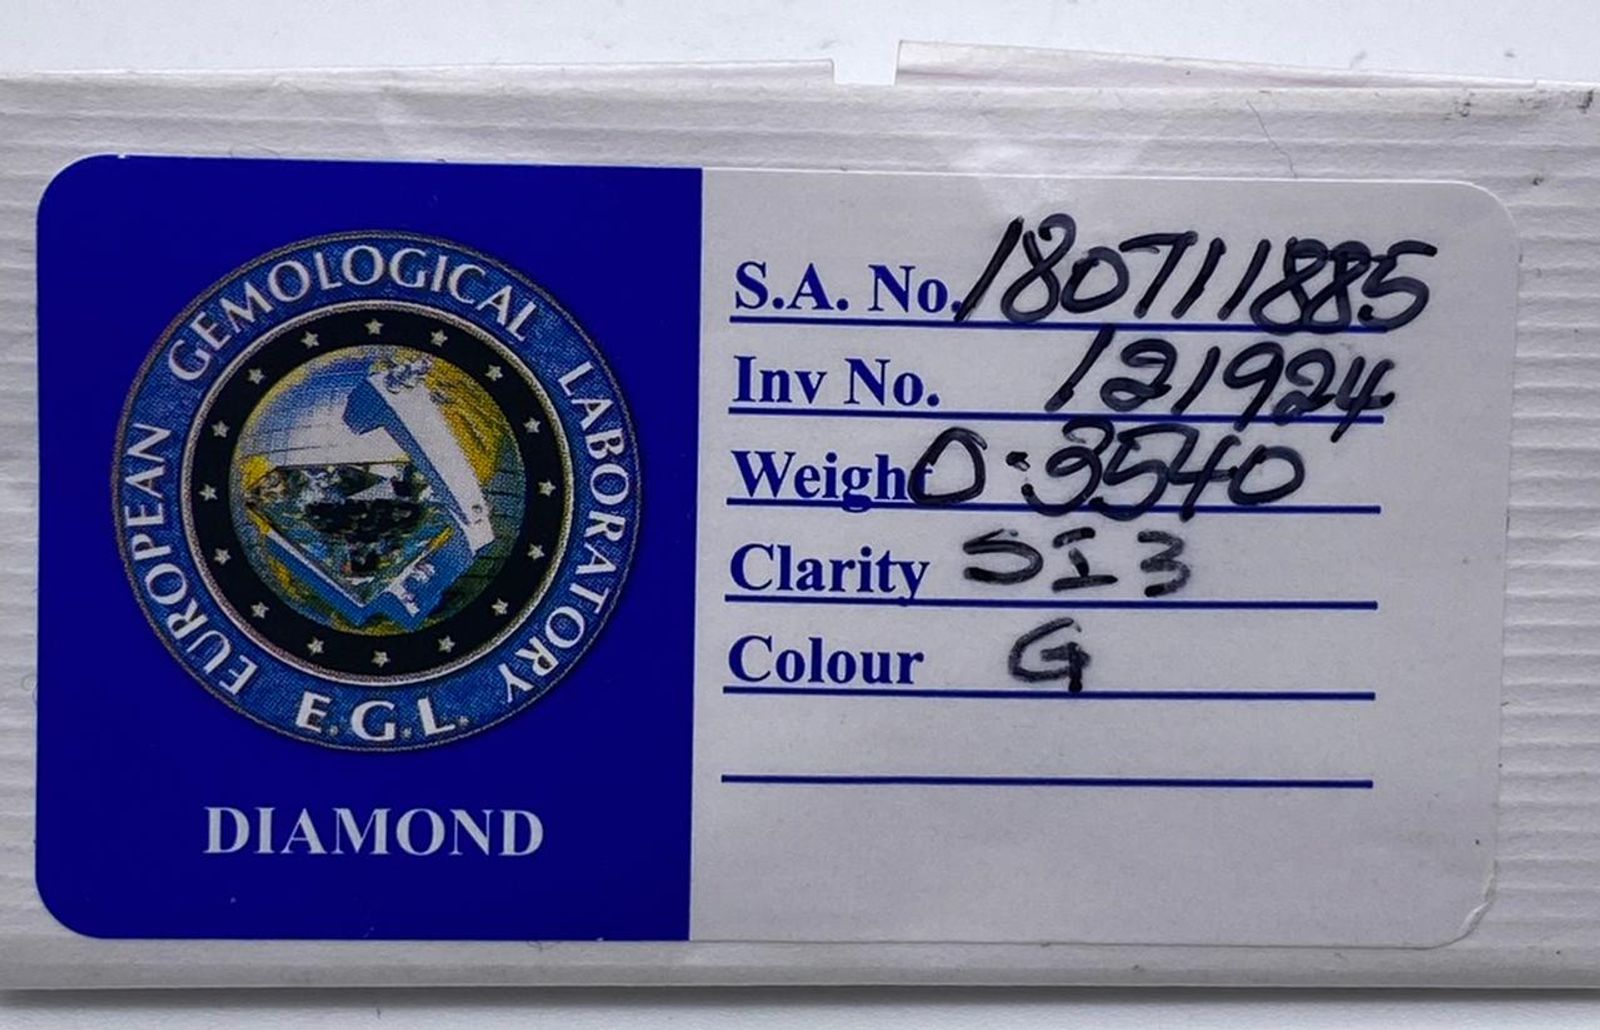 EUROPEAN GEMOLOGICAL LABORATORY
E.G.L.
DIAMOND
S.A. No. 180711885
Inv No. 121924
Weight 0.3540
Clarity SI3
Colour G